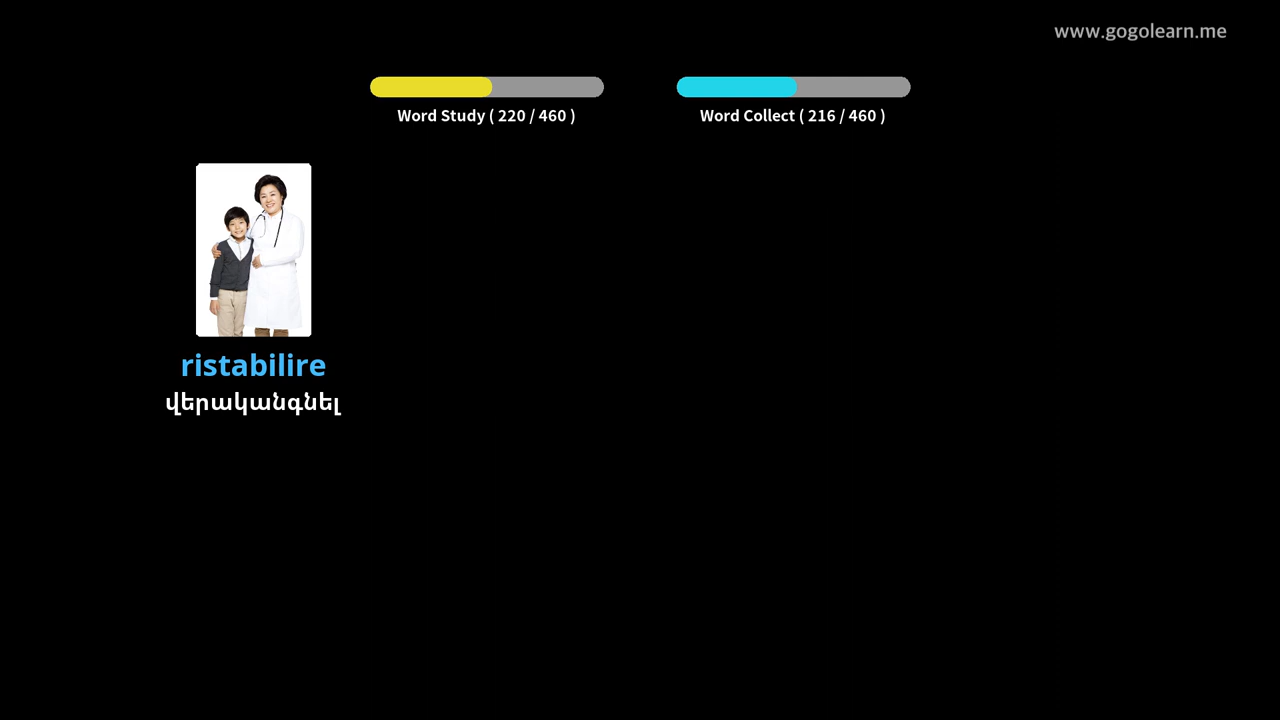 www.gogolearn.me
Word Study ( 220 / 460 )
Word Collect ( 216 / 460 )
ristabilire
վերականգնել